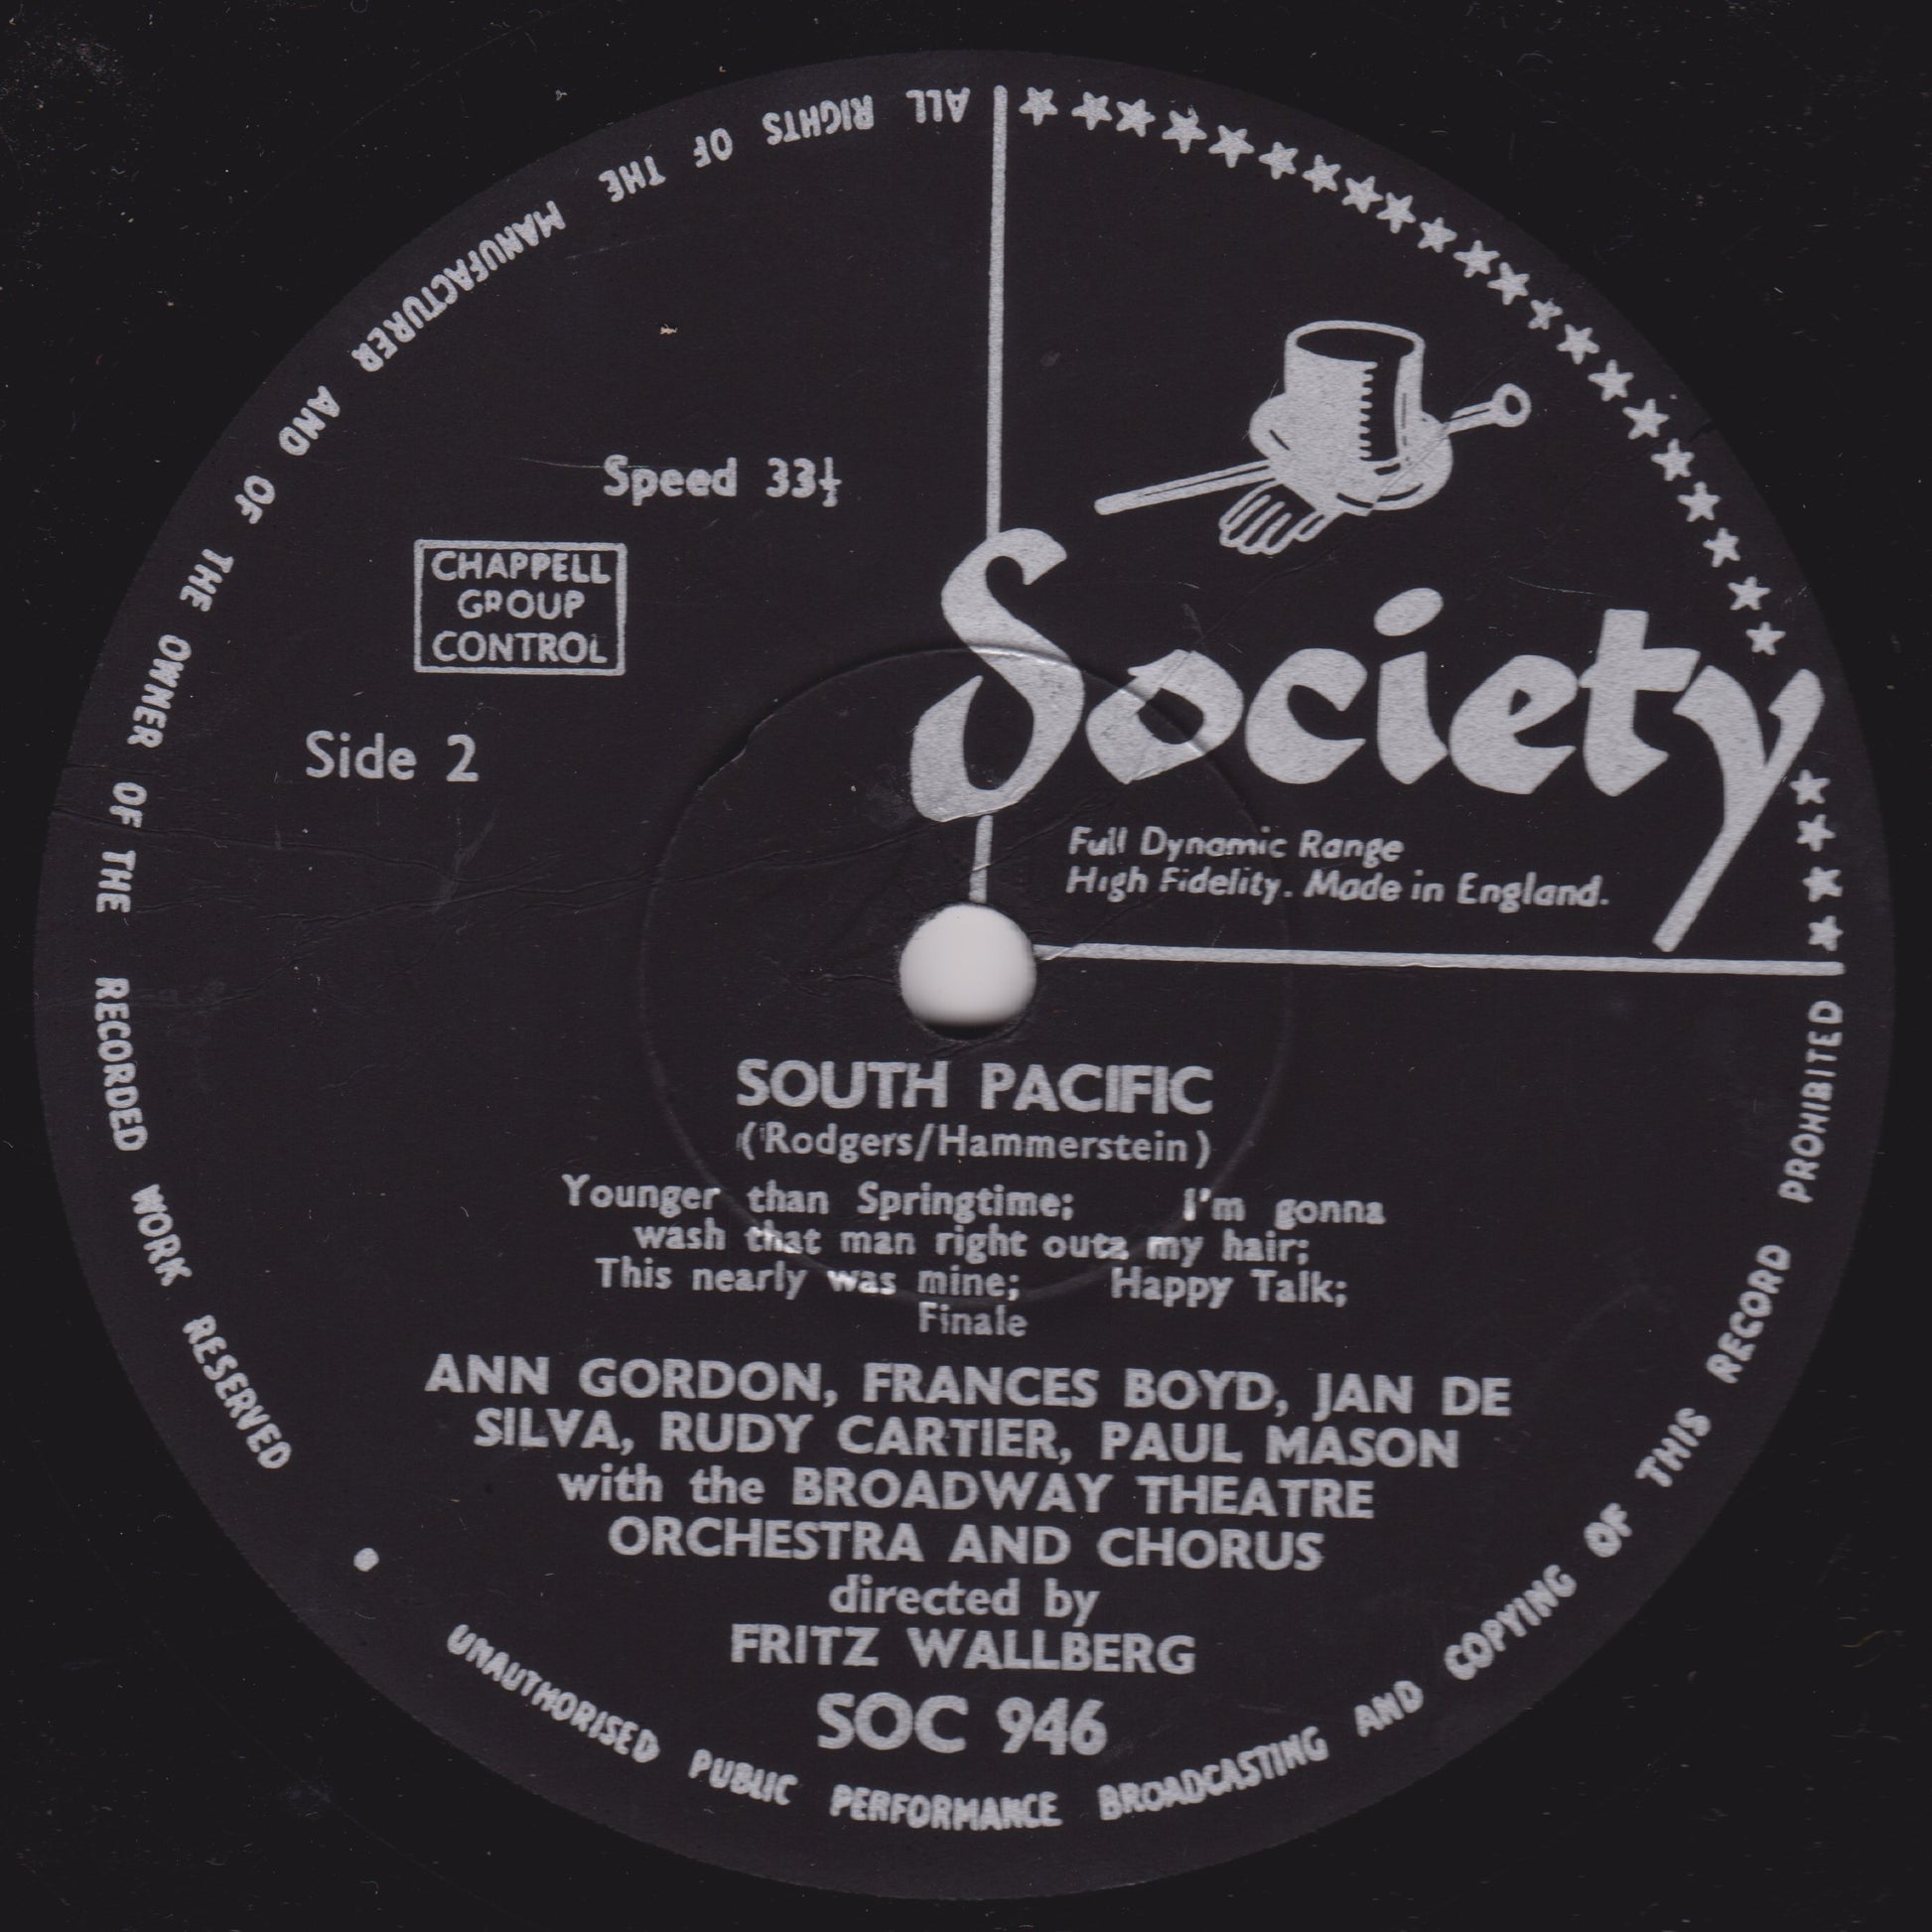 ALL RIGHTS OF THE MANUFACTURER AND OF THE OWNER OF THE RECORDED WORK RESERVED
Speed 33⅓
CHAPPELL
GROUP
CONTROL
Side 2
Society
Full Dynamic Range
High Fidelity. Made in England.
SOUTH PACIFIC
(Rodgers/Hammerstein)
Younger than Springtime; I'm gonna
wash that man right outa my hair;
This nearly was mine; Happy Talk;
Finale
ANN GORDON, FRANCES BOYD, JAN DE
SILVA, RUDY CARTIER, PAUL MASON
with the BROADWAY THEATRE
ORCHESTRA AND CHORUS
directed by
FRITZ WALLBERG
SOC 946
UNAUTHORISED PUBLIC PERFORMANCE BROADCASTING AND COPYING OF THIS RECORD PROHIBITED